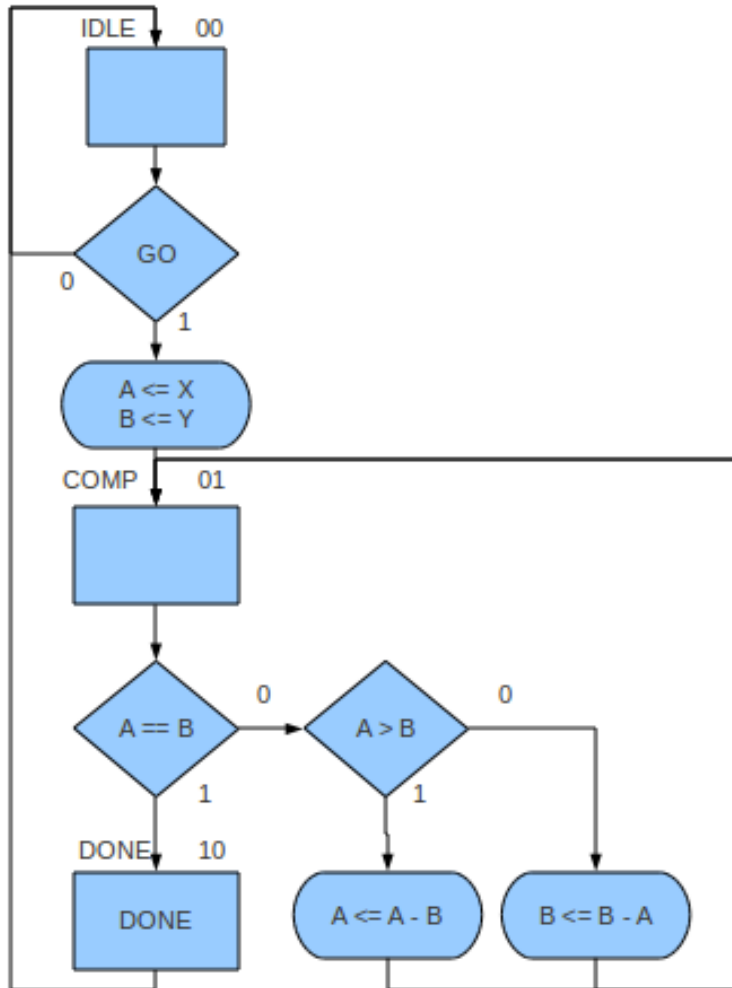 IDLE 00
GO
0
1
A <= X
B <= Y
COMP 01
0 0
A == B A > B
1 1
DONE 10
DONE A <= A - B B <= B - A